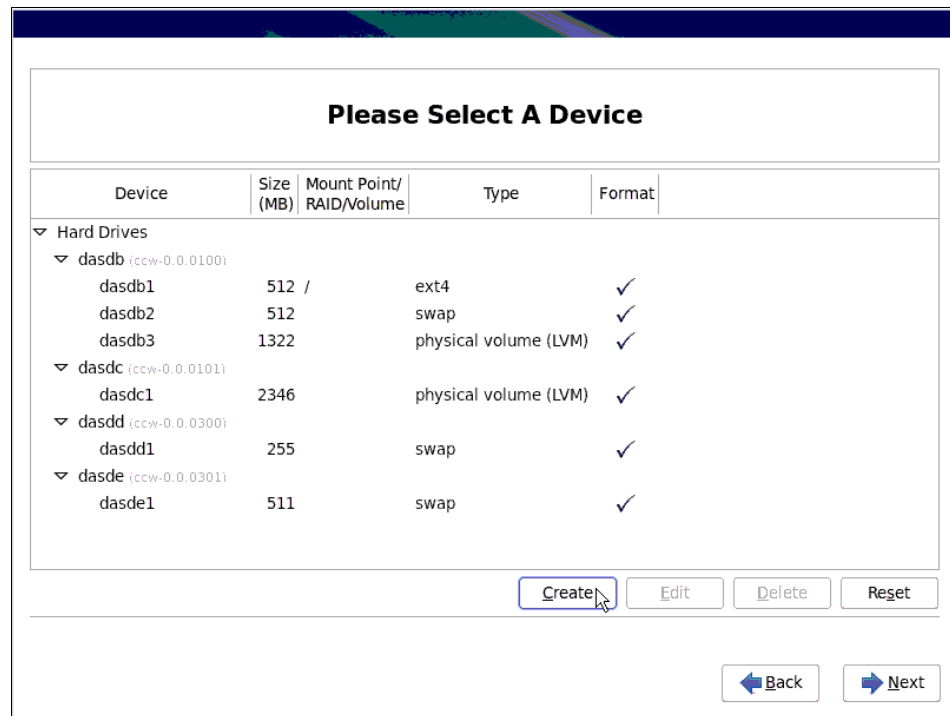 Please Select A Device
Device Size (MB) Mount Point/ RAID/Volume Type Format
Hard Drives
dasdb (ccw-0.0.0100)
dasdb1 512 / ext4 ✓
dasdb2 512 swap ✓
dasdb3 1322 physical volume (LVM) ✓
dasdc (ccw-0.0.0101)
dasdc1 2346 physical volume (LVM) ✓
dasdd (ccw-0.0.0300)
dasdd1 255 swap ✓
dasde (ccw-0.0.0301)
dasde1 511 swap ✓
Create Edit Delete Reset
Back Next